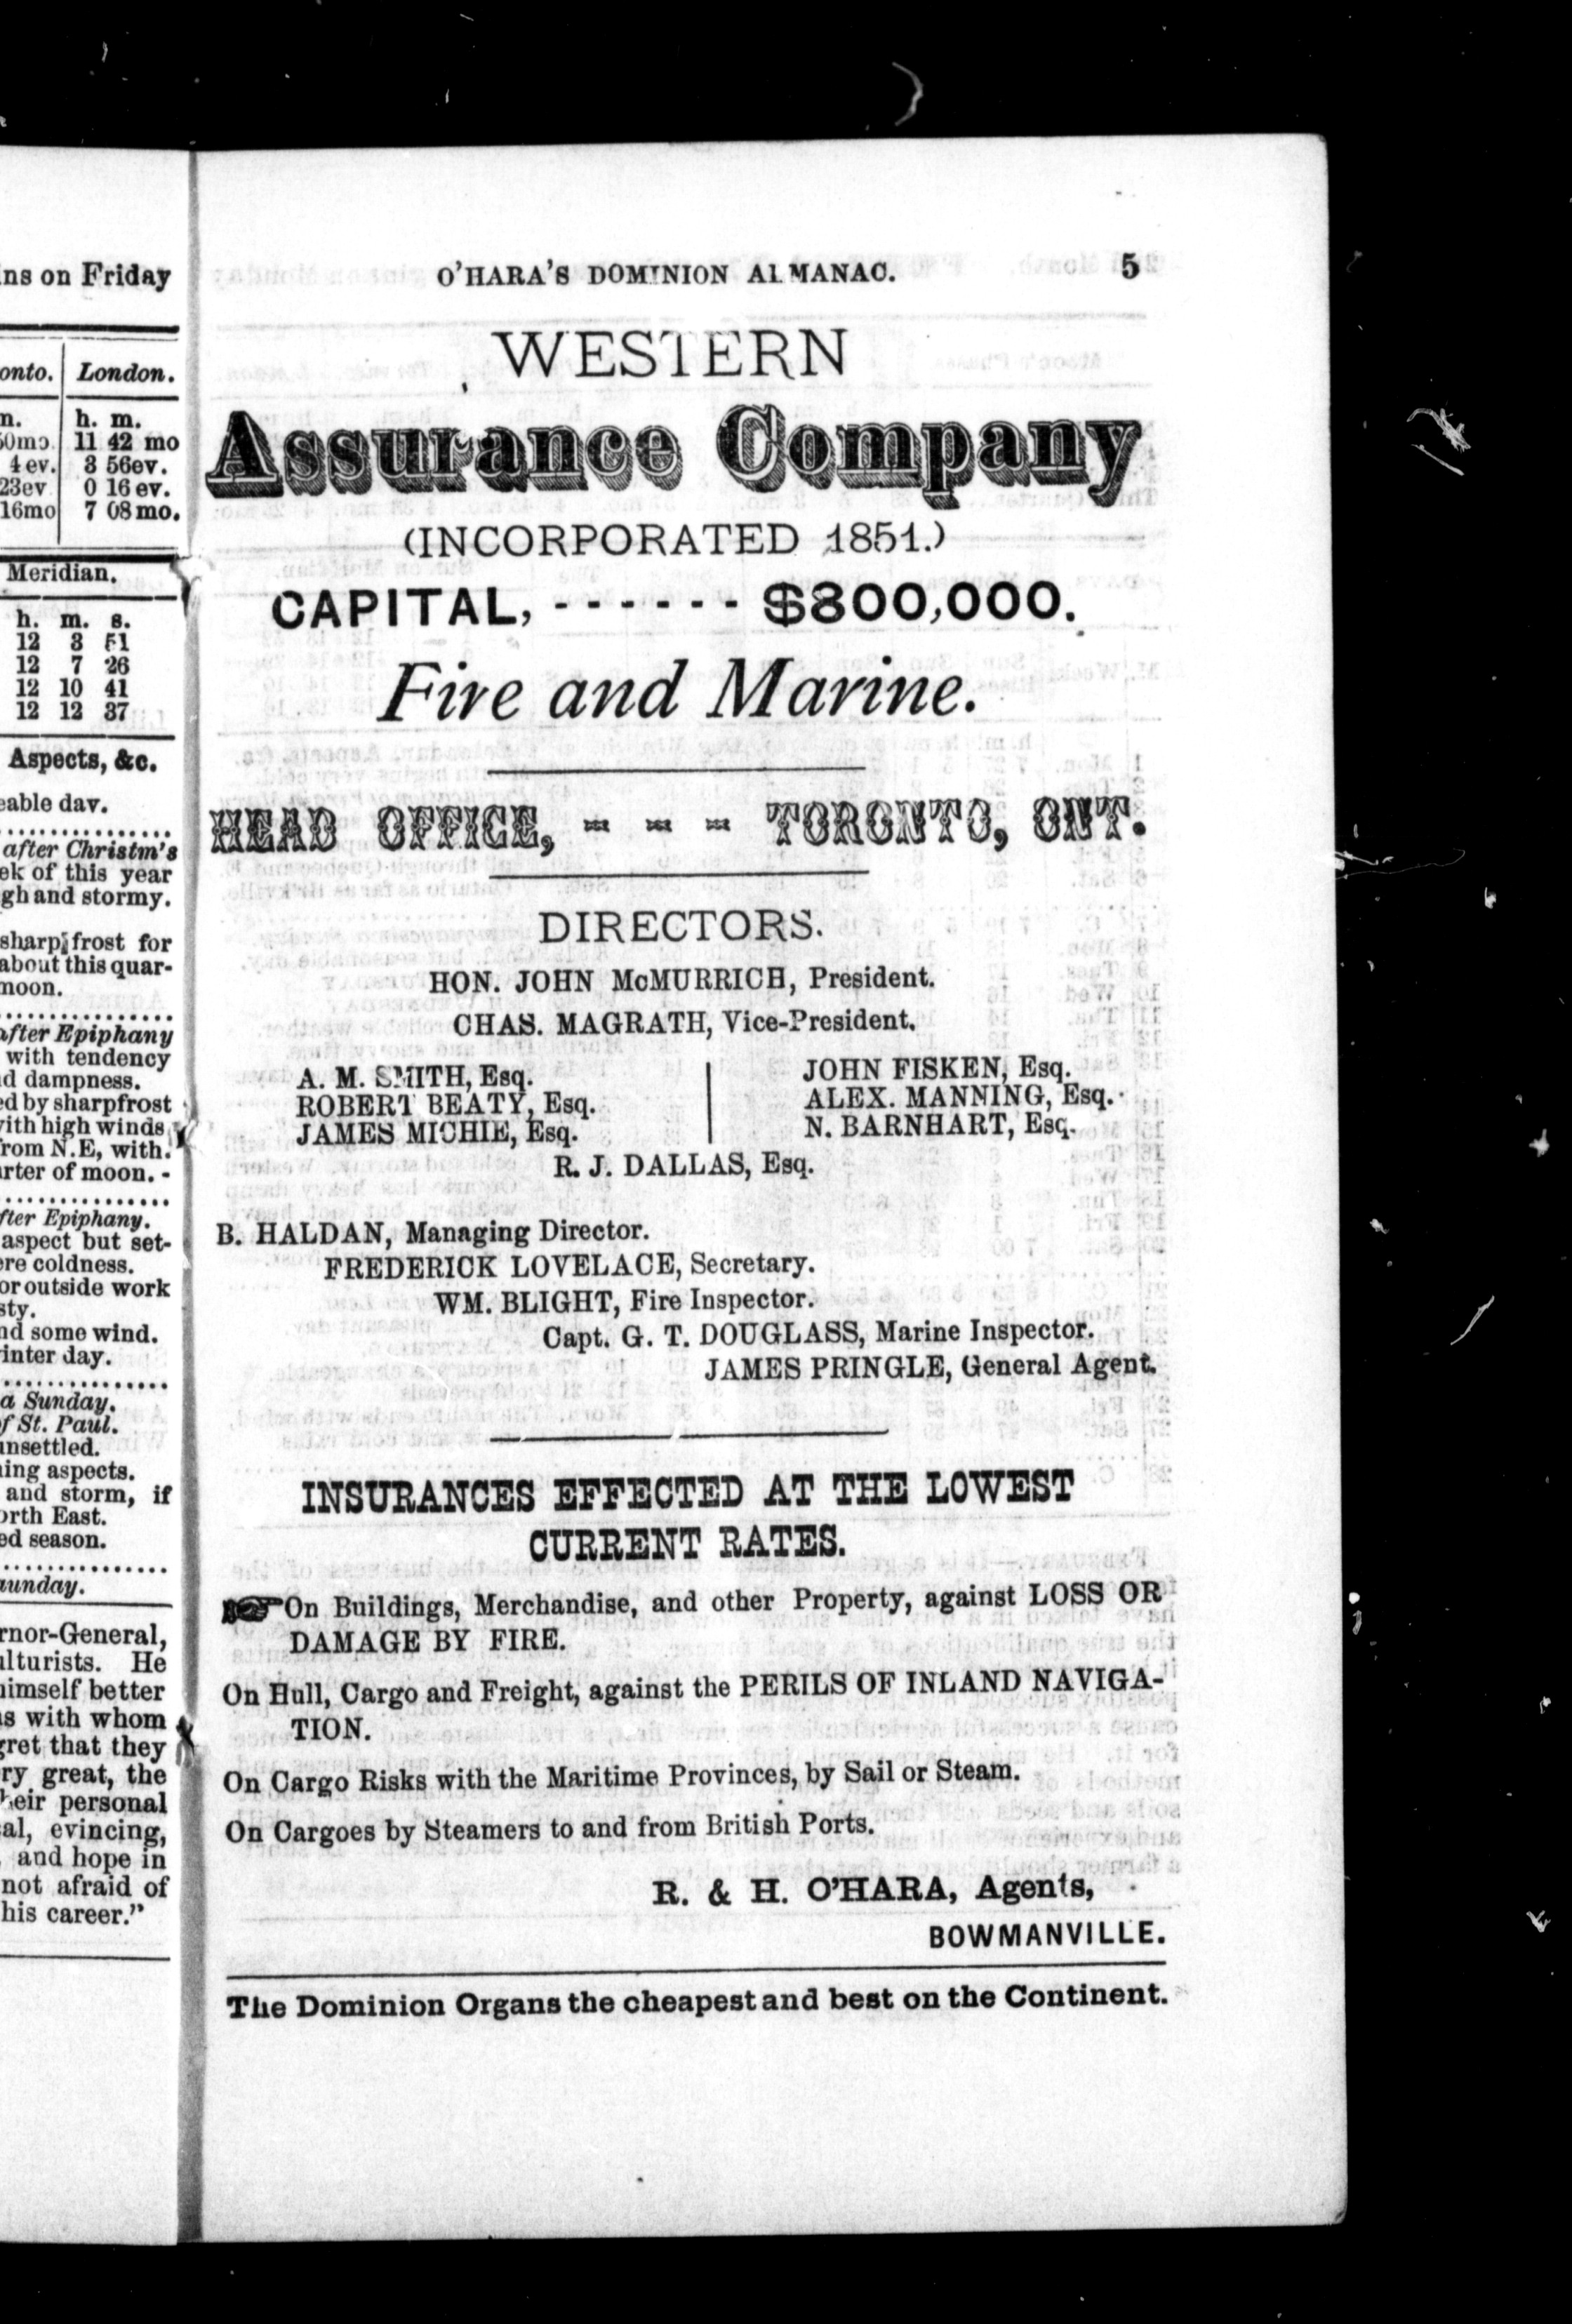 ins on Friday
onto. London.
h. m.
11 42 mo
4 ev. 3 56ev.
23ev 0 16 ev.
16mo 7 08 mo.
Meridian.
h. m. s.
12 3 51
12 7 26
12 10 41
12 12 37
Aspects, &c.
eable day.
after Christm's
ek of this year
gh and stormy.
sharp frost for
about this quar-
moon.
after Epiphany
with tendency
d dampness.
ed by sharpfrost
with high winds
from N.E, with.
rter of moon. -
fter Epiphany.
aspect but set-
ere coldness.
or outside work
sty.
nd some wind.
inter day.
a Sunday.
f St. Paul.
unsettled.
ing aspects.
and storm, if
orth East.
ed season.
unday.
rnor-General,
ulturists. He
himself better
s with whom
gret that they
ry great, the
heir personal
al, evincing,
and hope in
not afraid of
his career."
O'HARA'S DOMINION ALMANAC. 5
WESTERN
Assurance Company
(INCORPORATED 1851.)
CAPITAL, - - - - - - $800,000.
Fire and Marine.
HEAD OFFICE, - - - TORONTO, ONT.
DIRECTORS.
HON. JOHN McMURRICH, President.
CHAS. MAGRATH, Vice-President.
A. M. SMITH, Esq.
ROBERT BEATY, Esq.
JAMES MICHIE, Esq.
JOHN FISKEN, Esq.
ALEX. MANNING, Esq.
N. BARNHART, Esq.
R. J. DALLAS, Esq.
B. HALDAN, Managing Director.
FREDERICK LOVELACE, Secretary.
WM. BLIGHT, Fire Inspector.
Capt. G. T. DOUGLASS, Marine Inspector.
JAMES PRINGLE, General Agent.
INSURANCES EFFECTED AT THE LOWEST
CURRENT RATES.
☞On Buildings, Merchandise, and other Property, against LOSS OR
DAMAGE BY FIRE.
On Hull, Cargo and Freight, against the PERILS OF INLAND NAVIGA-
TION.
On Cargo Risks with the Maritime Provinces, by Sail or Steam.
On Cargoes by Steamers to and from British Ports.
R. & H. O'HARA, Agents,
BOWMANVILLE.
The Dominion Organs the cheapest and best on the Continent.